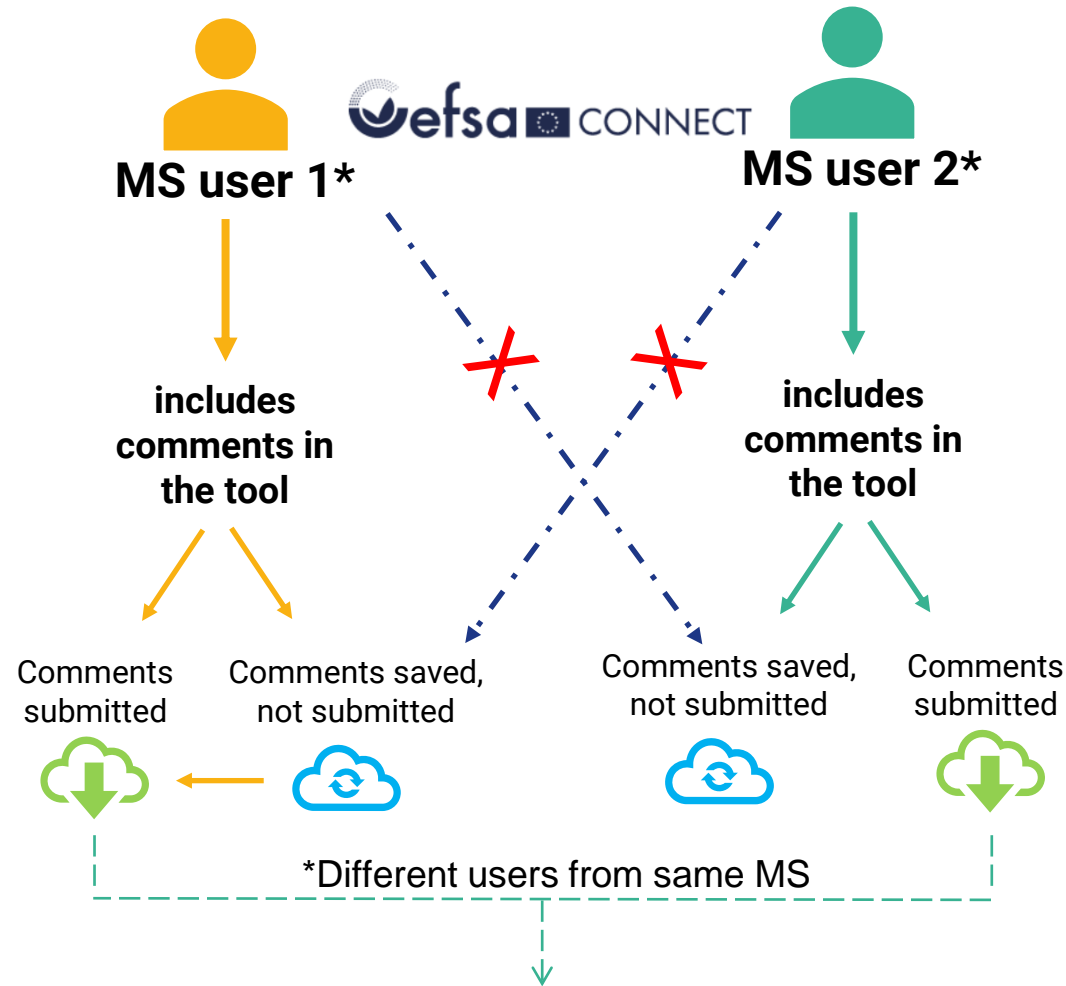 efsa CONNECT
MS user 1*
MS user 2*
includes
comments in
the tool
includes
comments in
the tool
Comments
submitted
Comments saved,
not submitted
Comments saved,
not submitted
Comments
submitted
*Different users from same MS